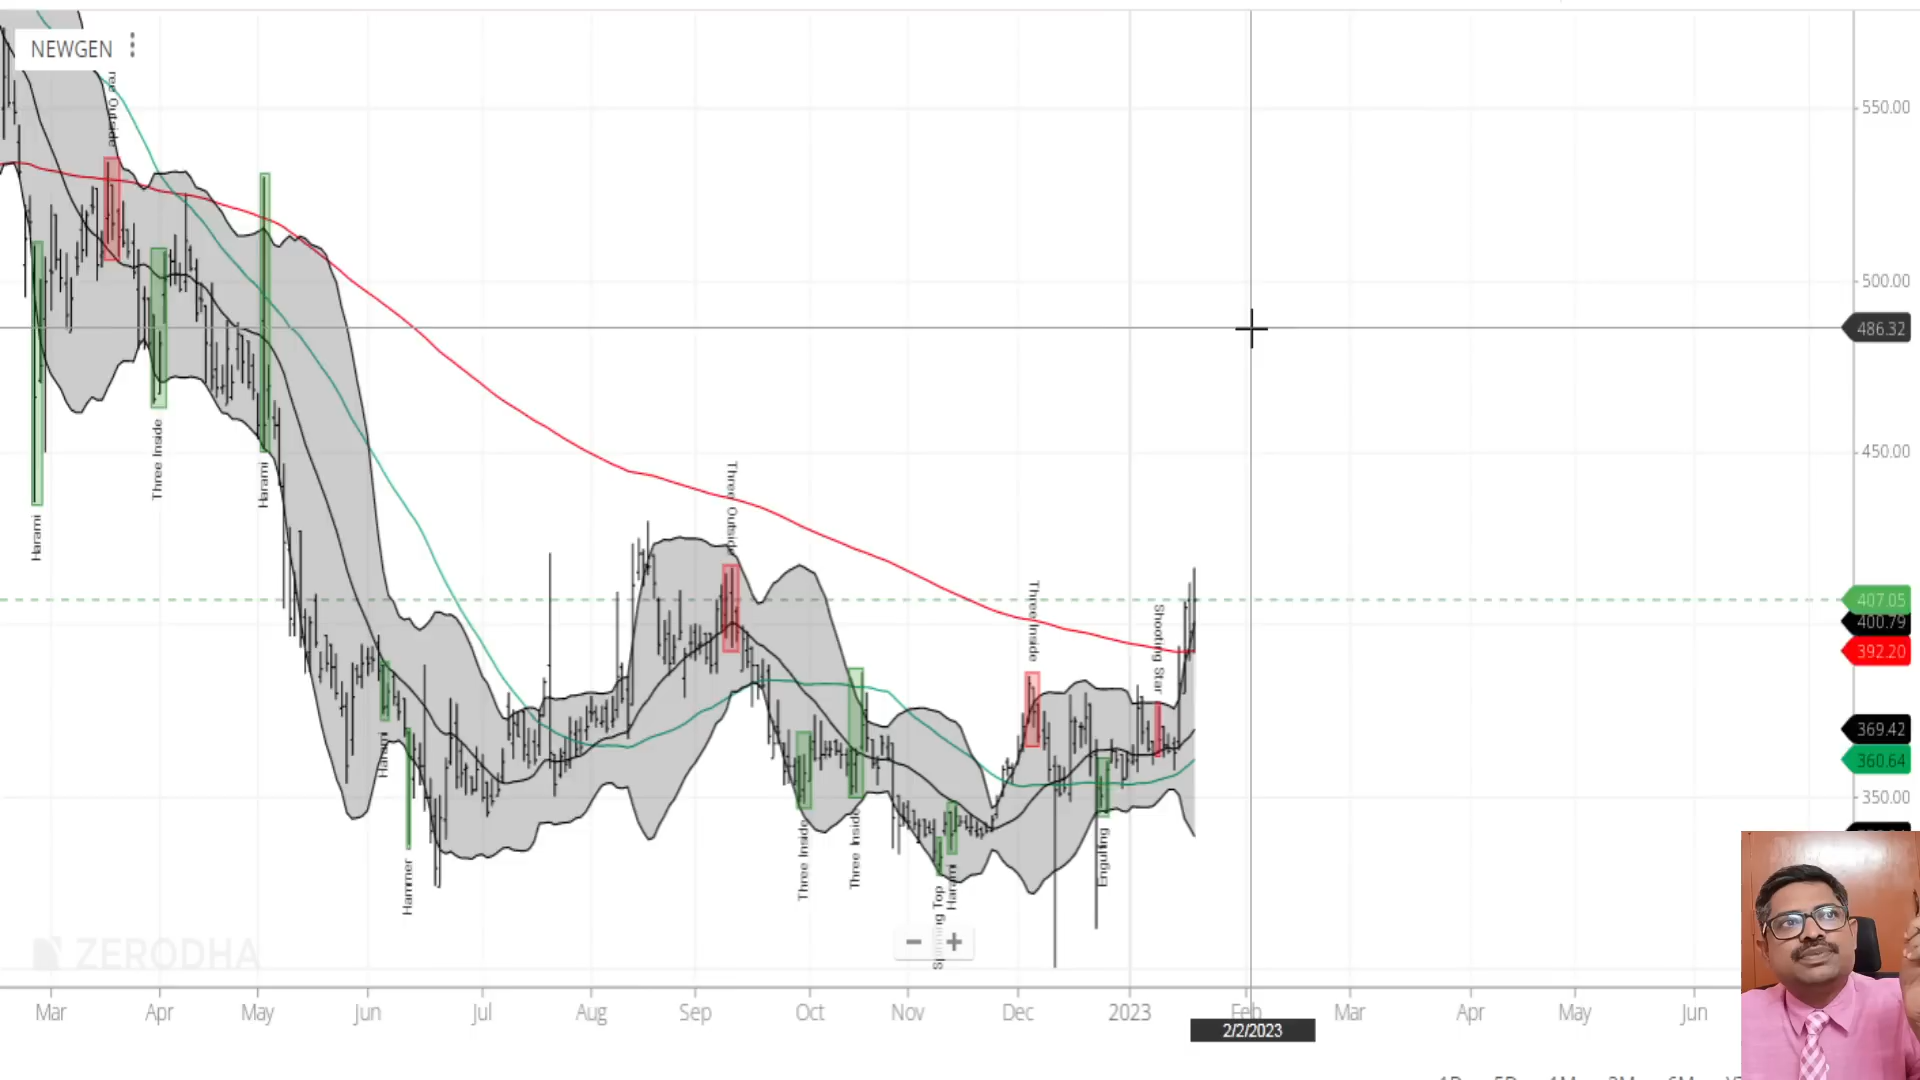 NEWGEN
Three Inside
Harami
Harami
Three Outside
Three Inside
Shooting Star
Harami
Hammer
Three Inside
Three Inside
Harami
Engulfing
ZERODHA
550.00
500.00
486.32
450.00
407.05
400.79
392.20
369.42
360.64
350.00
Mar Apr May Jun Jul Aug Sep Oct Nov Dec 2023 Feb Mar Apr May Jun
2/2/2023